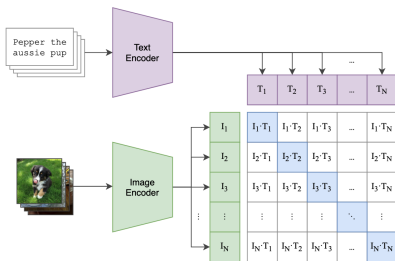 Pepper the
aussie pup
Text
Encoder
...
T1 T2 T3 ... TN
I1 I1·T1 I1·T2 I1·T3 ... I1·TN
I2 I2·T1 I2·T2 I2·T3 ... I2·TN
Image
Encoder
I3 I3·T1 I3·T2 I3·T3 ... I3·TN
⋮ ⋮ ⋮ ⋮ ⋱ ⋮
IN IN·T1 IN·T2 IN·T3 ... IN·TN